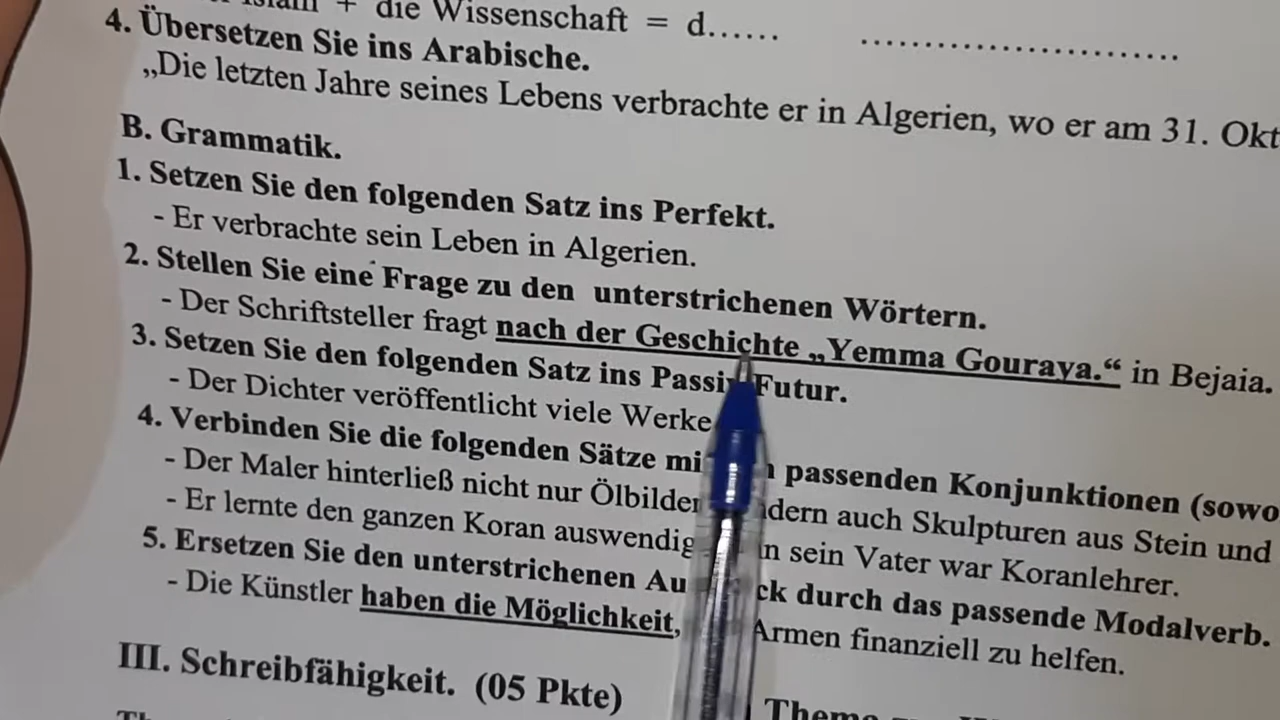 + die Wissenschaft = d...... ..............................
4. Übersetzen Sie ins Arabische.
„Die letzten Jahre seines Lebens verbrachte er in Algerien, wo er am 31. Okt
B. Grammatik.
1. Setzen Sie den folgenden Satz ins Perfekt.
- Er verbrachte sein Leben in Algerien.
2. Stellen Sie eine Frage zu den unterstrichenen Wörtern.
- Der Schriftsteller fragt nach der Geschichte „Yemma Gouraya.“ in Bejaia.
3. Setzen Sie den folgenden Satz ins Passiv Futur.
- Der Dichter veröffentlicht viele Werke
4. Verbinden Sie die folgenden Sätze passenden Konjunktionen (sowo
- Der Maler hinterließ nicht nur Ölbilder auch Skulpturen aus Stein und
- Er lernte den ganzen Koran auswendig sein Vater war Koranlehrer.
5. Ersetzen Sie den unterstrichenen durch das passende Modalverb.
- Die Künstler haben die Möglichkeit, Armen finanziell zu helfen.
III. Schreibfähigkeit. (05 Pkte)